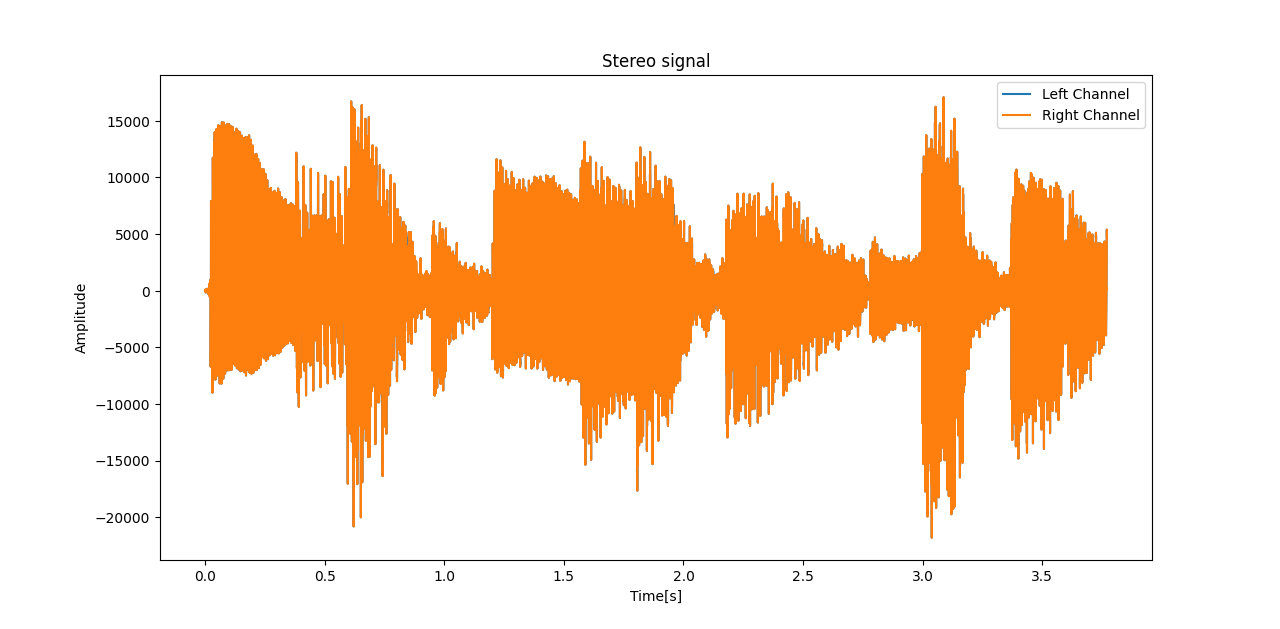 Stereo signal
Left Channel
Right Channel
15000
10000
5000
0
−5000
−10000
−15000
−20000
Amplitude
0.0 0.5 1.0 1.5 2.0 2.5 3.0 3.5
Time[s]